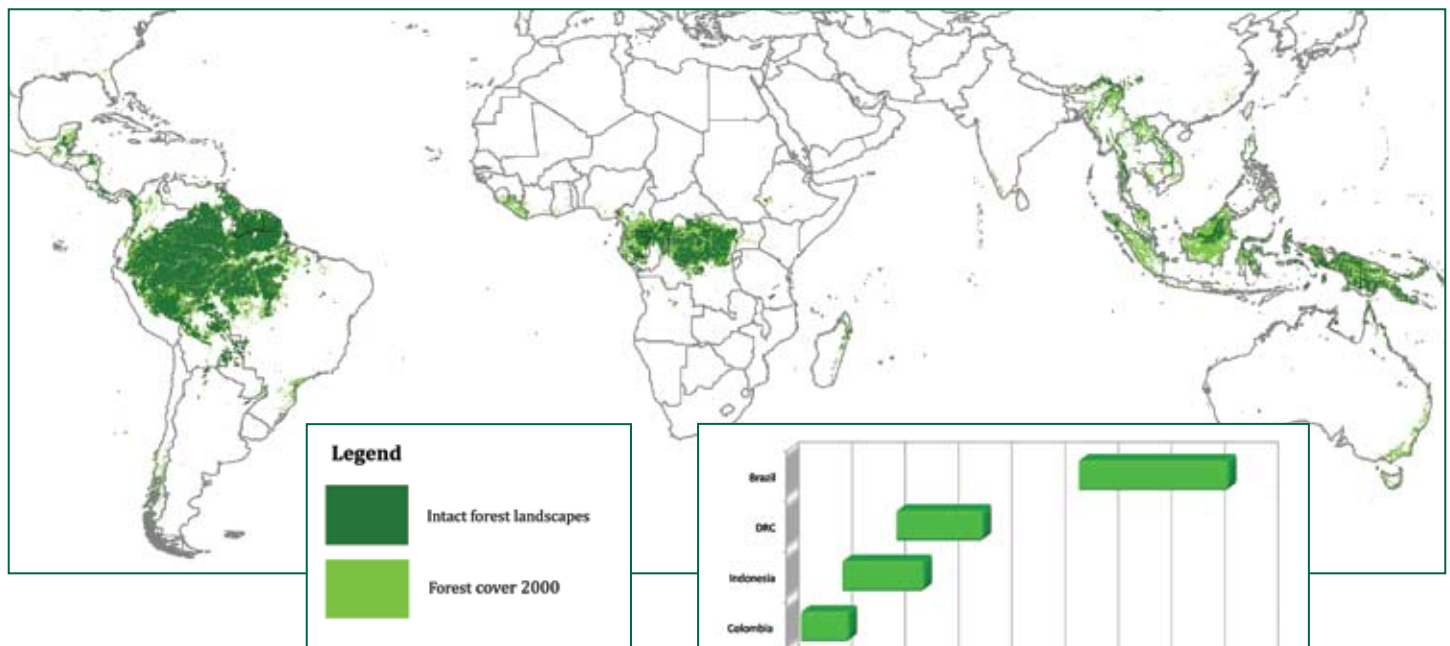 Legend
Intact forest landscapes
Forest cover 2000
Brazil
DRC
Indonesia
Colombia